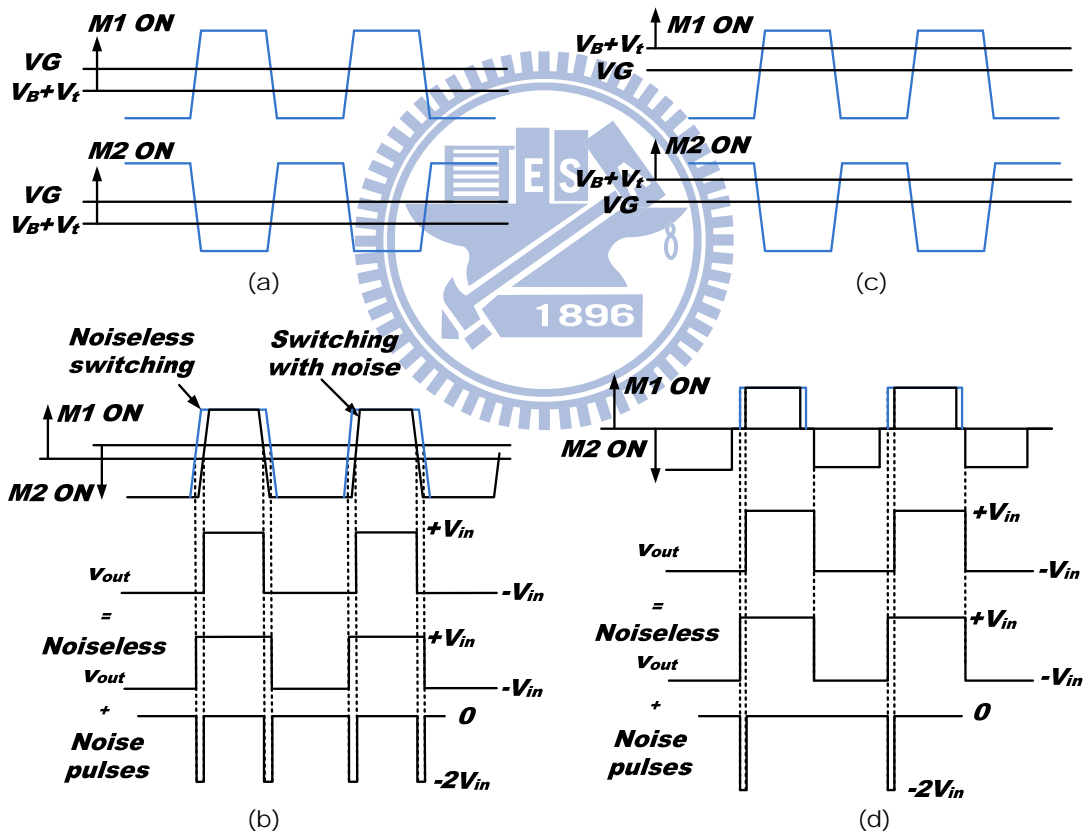 M1 ON
VG
VB+Vt
M2 ON
VG
VB+Vt
(a)
M1 ON
VB+Vt
VG
M2 ON
VB+Vt
VG
(c)
E S
1896
8
Noiseless
switching
Switching
with noise
M1 ON
M2 ON
+Vin
vout
-Vin
=
Noiseless
+Vin
vout
-Vin
+
0
Noise
pulses
-2Vin
(b)
M1 ON
M2 ON
+Vin
vout
-Vin
=
Noiseless
+Vin
vout
-Vin
+
0
Noise
pulses
-2Vin
(d)